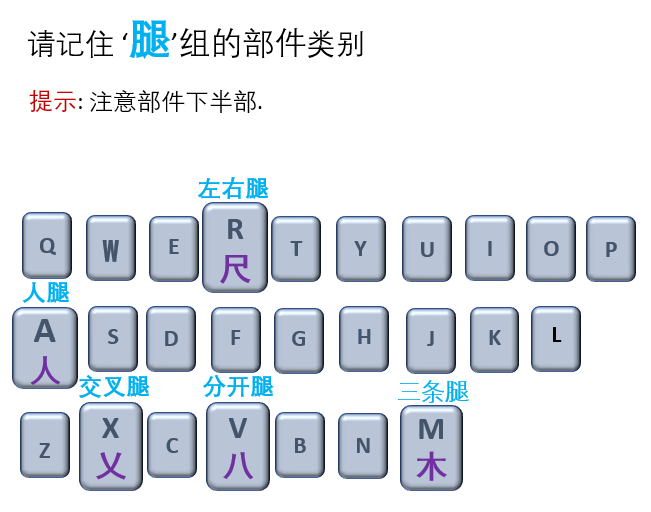 请记住 ‘腿’组的部件类别
提示: 注意部件下半部.
左右腿
Q W E R T Y U I O P
尺
人腿
A S D F G H J K L
人
交叉腿 分开腿 三条腿
Z X C V B N M
乂 八 木